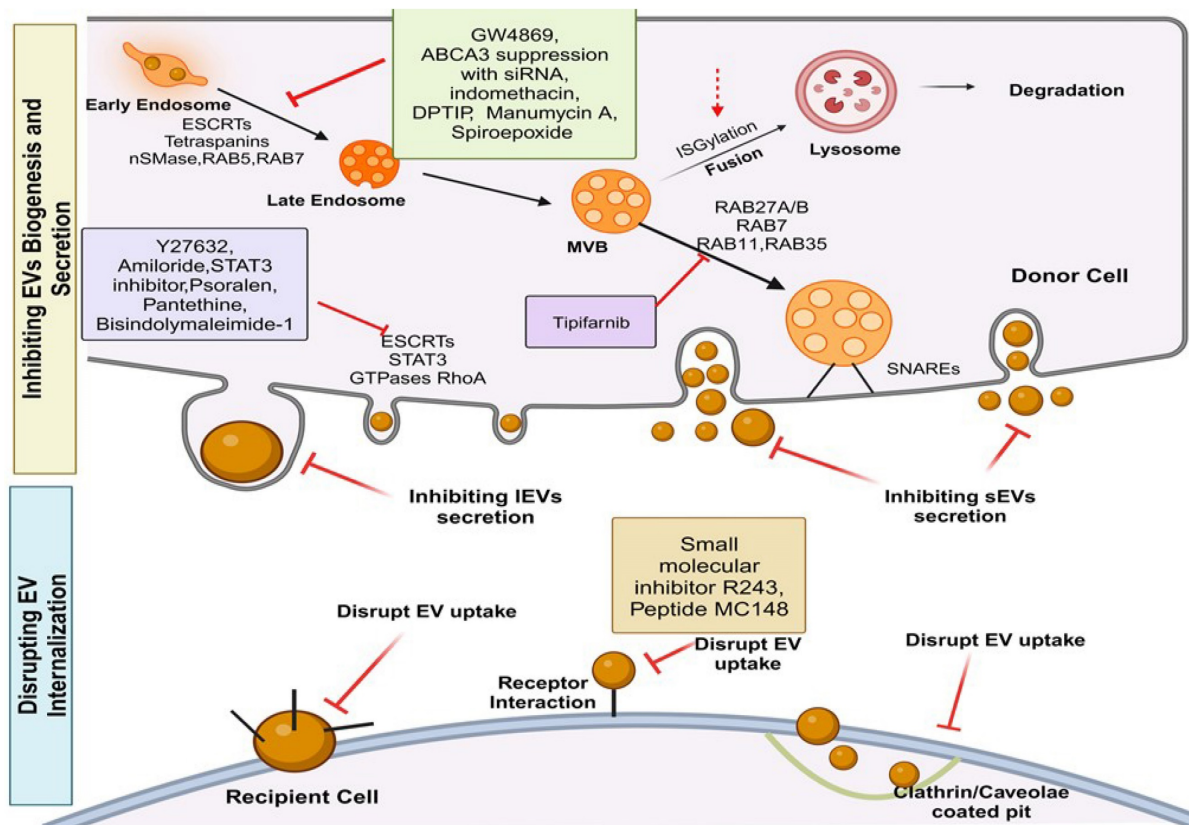 Inhibiting EVs Biogenesis and
Secretion
GW4869,
ABCA3 suppression
with siRNA,
indomethacin,
DPTIP, Manumycin A,
Spiroepoxide
Early Endosome
ESCRTs
Tetraspanins
nSMase,RAB5,RAB7
Late Endosome
MVB
ISGylation
Fusion
Lysosome
Degradation
RAB27A/B
RAB7
RAB11,RAB35
Donor Cell
Y27632,
Amiloride,STAT3
inhibitor,Psoralen,
Pantethine,
Bisindolymaleimide-1
Tipifarnib
ESCRTs
STAT3
GTPases RhoA
SNAREs
Inhibiting lEVs
secretion
Inhibiting sEVs
secretion
Disrupting EV
Internalization
Small
molecular
inhibitor R243,
Peptide MC148
Disrupt EV uptake
Disrupt EV
uptake
Disrupt EV uptake
Receptor
Interaction
Recipient Cell
Clathrin/Caveolae
coated pit